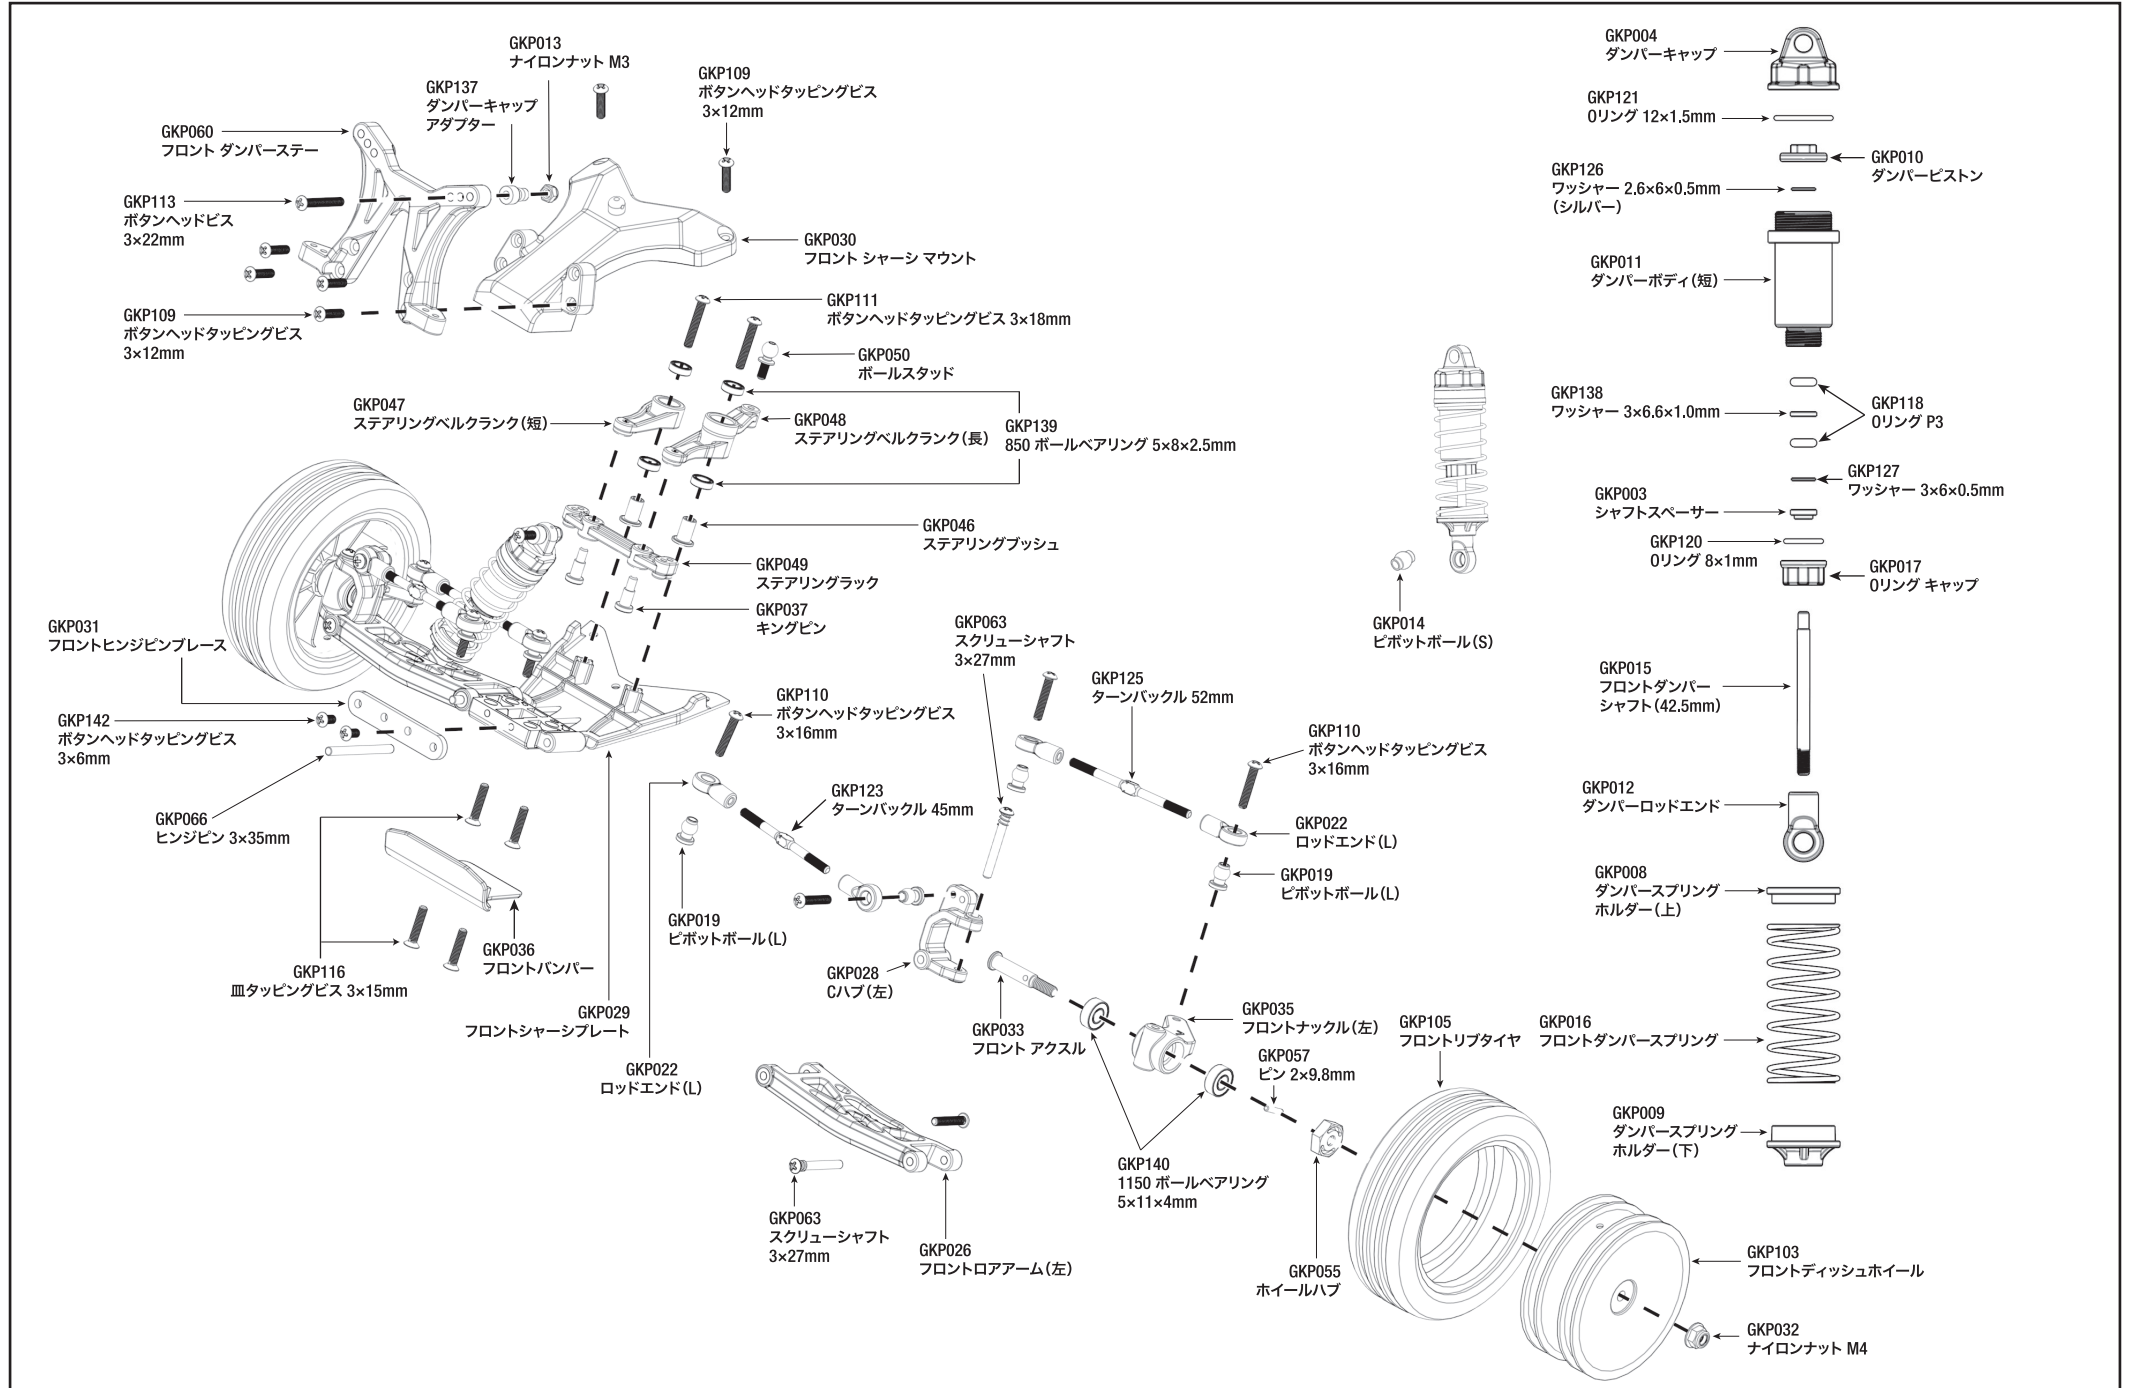 GKP013
ナイロンナット M3
GKP137
ダンパーキャップ
アダプター
GKP109
ボタンヘッドタッピングビス
3×12mm
GKP060
フロント ダンパーステー
GKP113
ボタンヘッドビス
3×22mm
GKP030
フロント シャーシ マウント
GKP109
ボタンヘッドタッピングビス
3×12mm
GKP111
ボタンヘッドタッピングビス 3×18mm
GKP050
ボールスタッド
GKP047
ステアリングベルクランク(短)
GKP048
ステアリングベルクランク(長)
GKP139
850 ボールベアリング 5×8×2.5mm
GKP046
ステアリングブッシュ
GKP049
ステアリングラック
GKP037
キングピン
GKP031
フロントヒンジピンブレース
GKP142
ボタンヘッドタッピングビス
3×6mm
GKP066
ヒンジピン 3×35mm
GKP116
皿タッピングビス 3×15mm
GKP036
フロントバンパー
GKP029
フロントシャーシプレート
GKP110
ボタンヘッドタッピングビス
3×16mm
GKP123
ターンバックル 45mm
GKP019
ピボットボール(L)
GKP022
ロッドエンド(L)
GKP063
スクリューシャフト
3×27mm
GKP125
ターンバックル 52mm
GKP110
ボタンヘッドタッピングビス
3×16mm
GKP022
ロッドエンド(L)
GKP019
ピボットボール(L)
GKP028
Cハブ(左)
GKP033
フロント アクスル
GKP035
フロントナックル(左)
GKP057
ピン 2×9.8mm
GKP140
1150 ボールベアリング
5×11×4mm
GKP063
スクリューシャフト
3×27mm
GKP026
フロントロアアーム(左)
GKP055
ホイールハブ
GKP105
フロントリブタイヤ
GKP103
フロントディッシュホイール
GKP032
ナイロンナット M4
GKP014
ピボットボール(S)
GKP004
ダンパーキャップ
GKP121
Oリング 12×1.5mm
GKP010
ダンパーピストン
GKP126
ワッシャー 2.6×6×0.5mm
(シルバー)
GKP011
ダンパーボディ(短)
GKP138
ワッシャー 3×6.6×1.0mm
GKP118
Oリング P3
GKP127
ワッシャー 3×6×0.5mm
GKP003
シャフトスペーサー
GKP120
Oリング 8×1mm
GKP017
Oリング キャップ
GKP015
フロントダンパー
シャフト(42.5mm)
GKP012
ダンパーロッドエンド
GKP008
ダンパースプリング
ホルダー(上)
GKP016
フロントダンパースプリング
GKP009
ダンパースプリング
ホルダー(下)